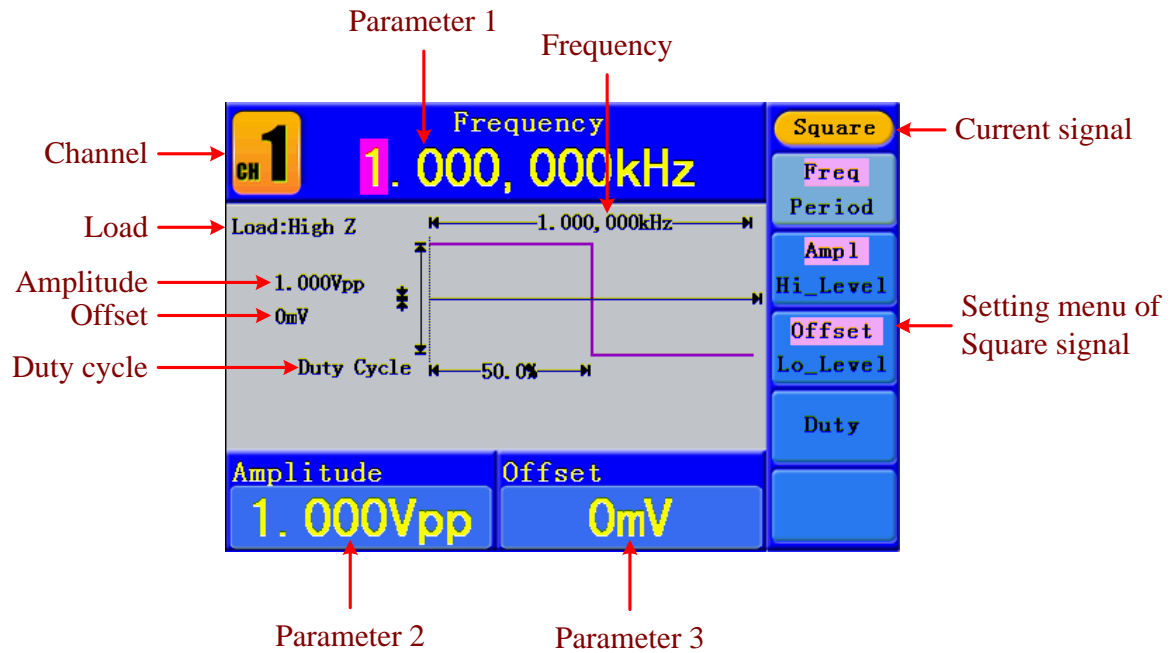 Parameter 1
Frequency
Channel
CH 1
Frequency
1.000,000kHz
Square
Current signal
Freq
Period
Load
Load:High Z
1.000,000kHz
Ampl
Hi_Level
Amplitude
1.000Vpp
Offset
0mV
Offset
Lo_Level
Setting menu of
Square signal
Duty cycle
Duty Cycle
50.0%
Duty
Amplitude
1.000Vpp
Offset
0mV
Parameter 2
Parameter 3